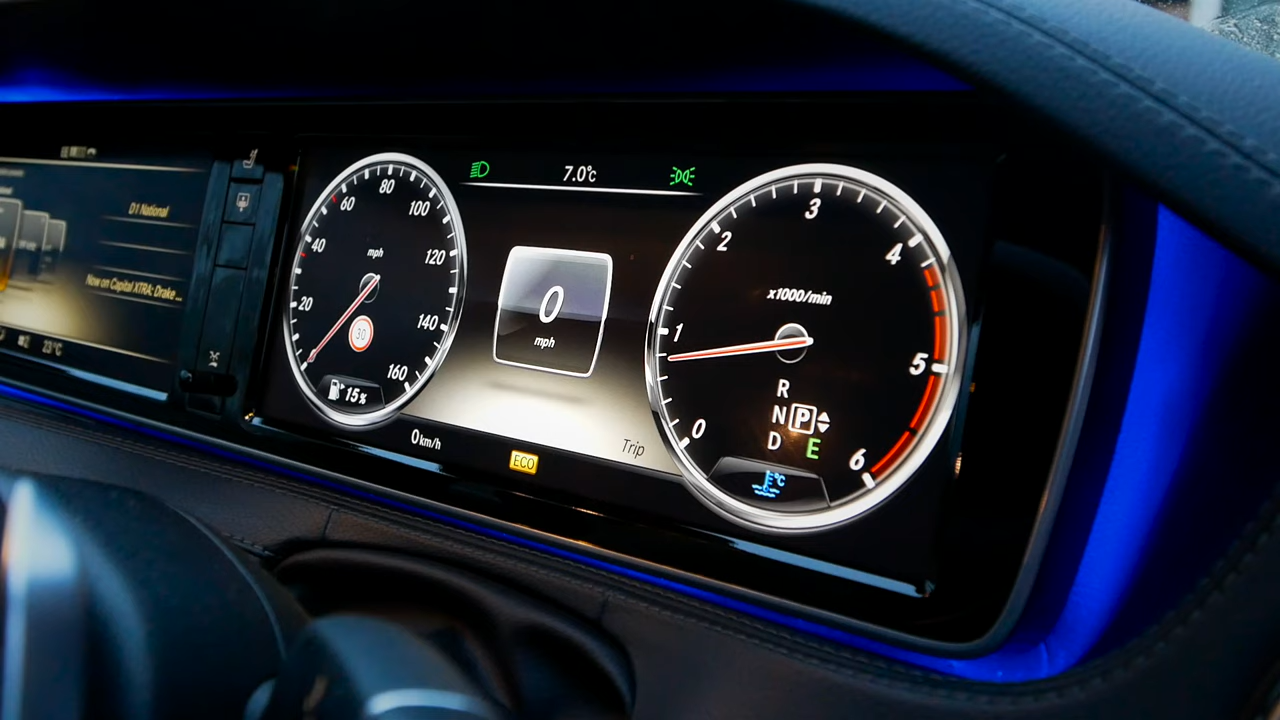 D1 National
Now on Capital XTRA: Drake ...
23°C
20
40
60
80
100
120
140
160
mph
30
15%
7.0°c
0
mph
0km/h
ECO
Trip
0
1
2
3
4
5
6
x1000/min
R
N P
D E
°C